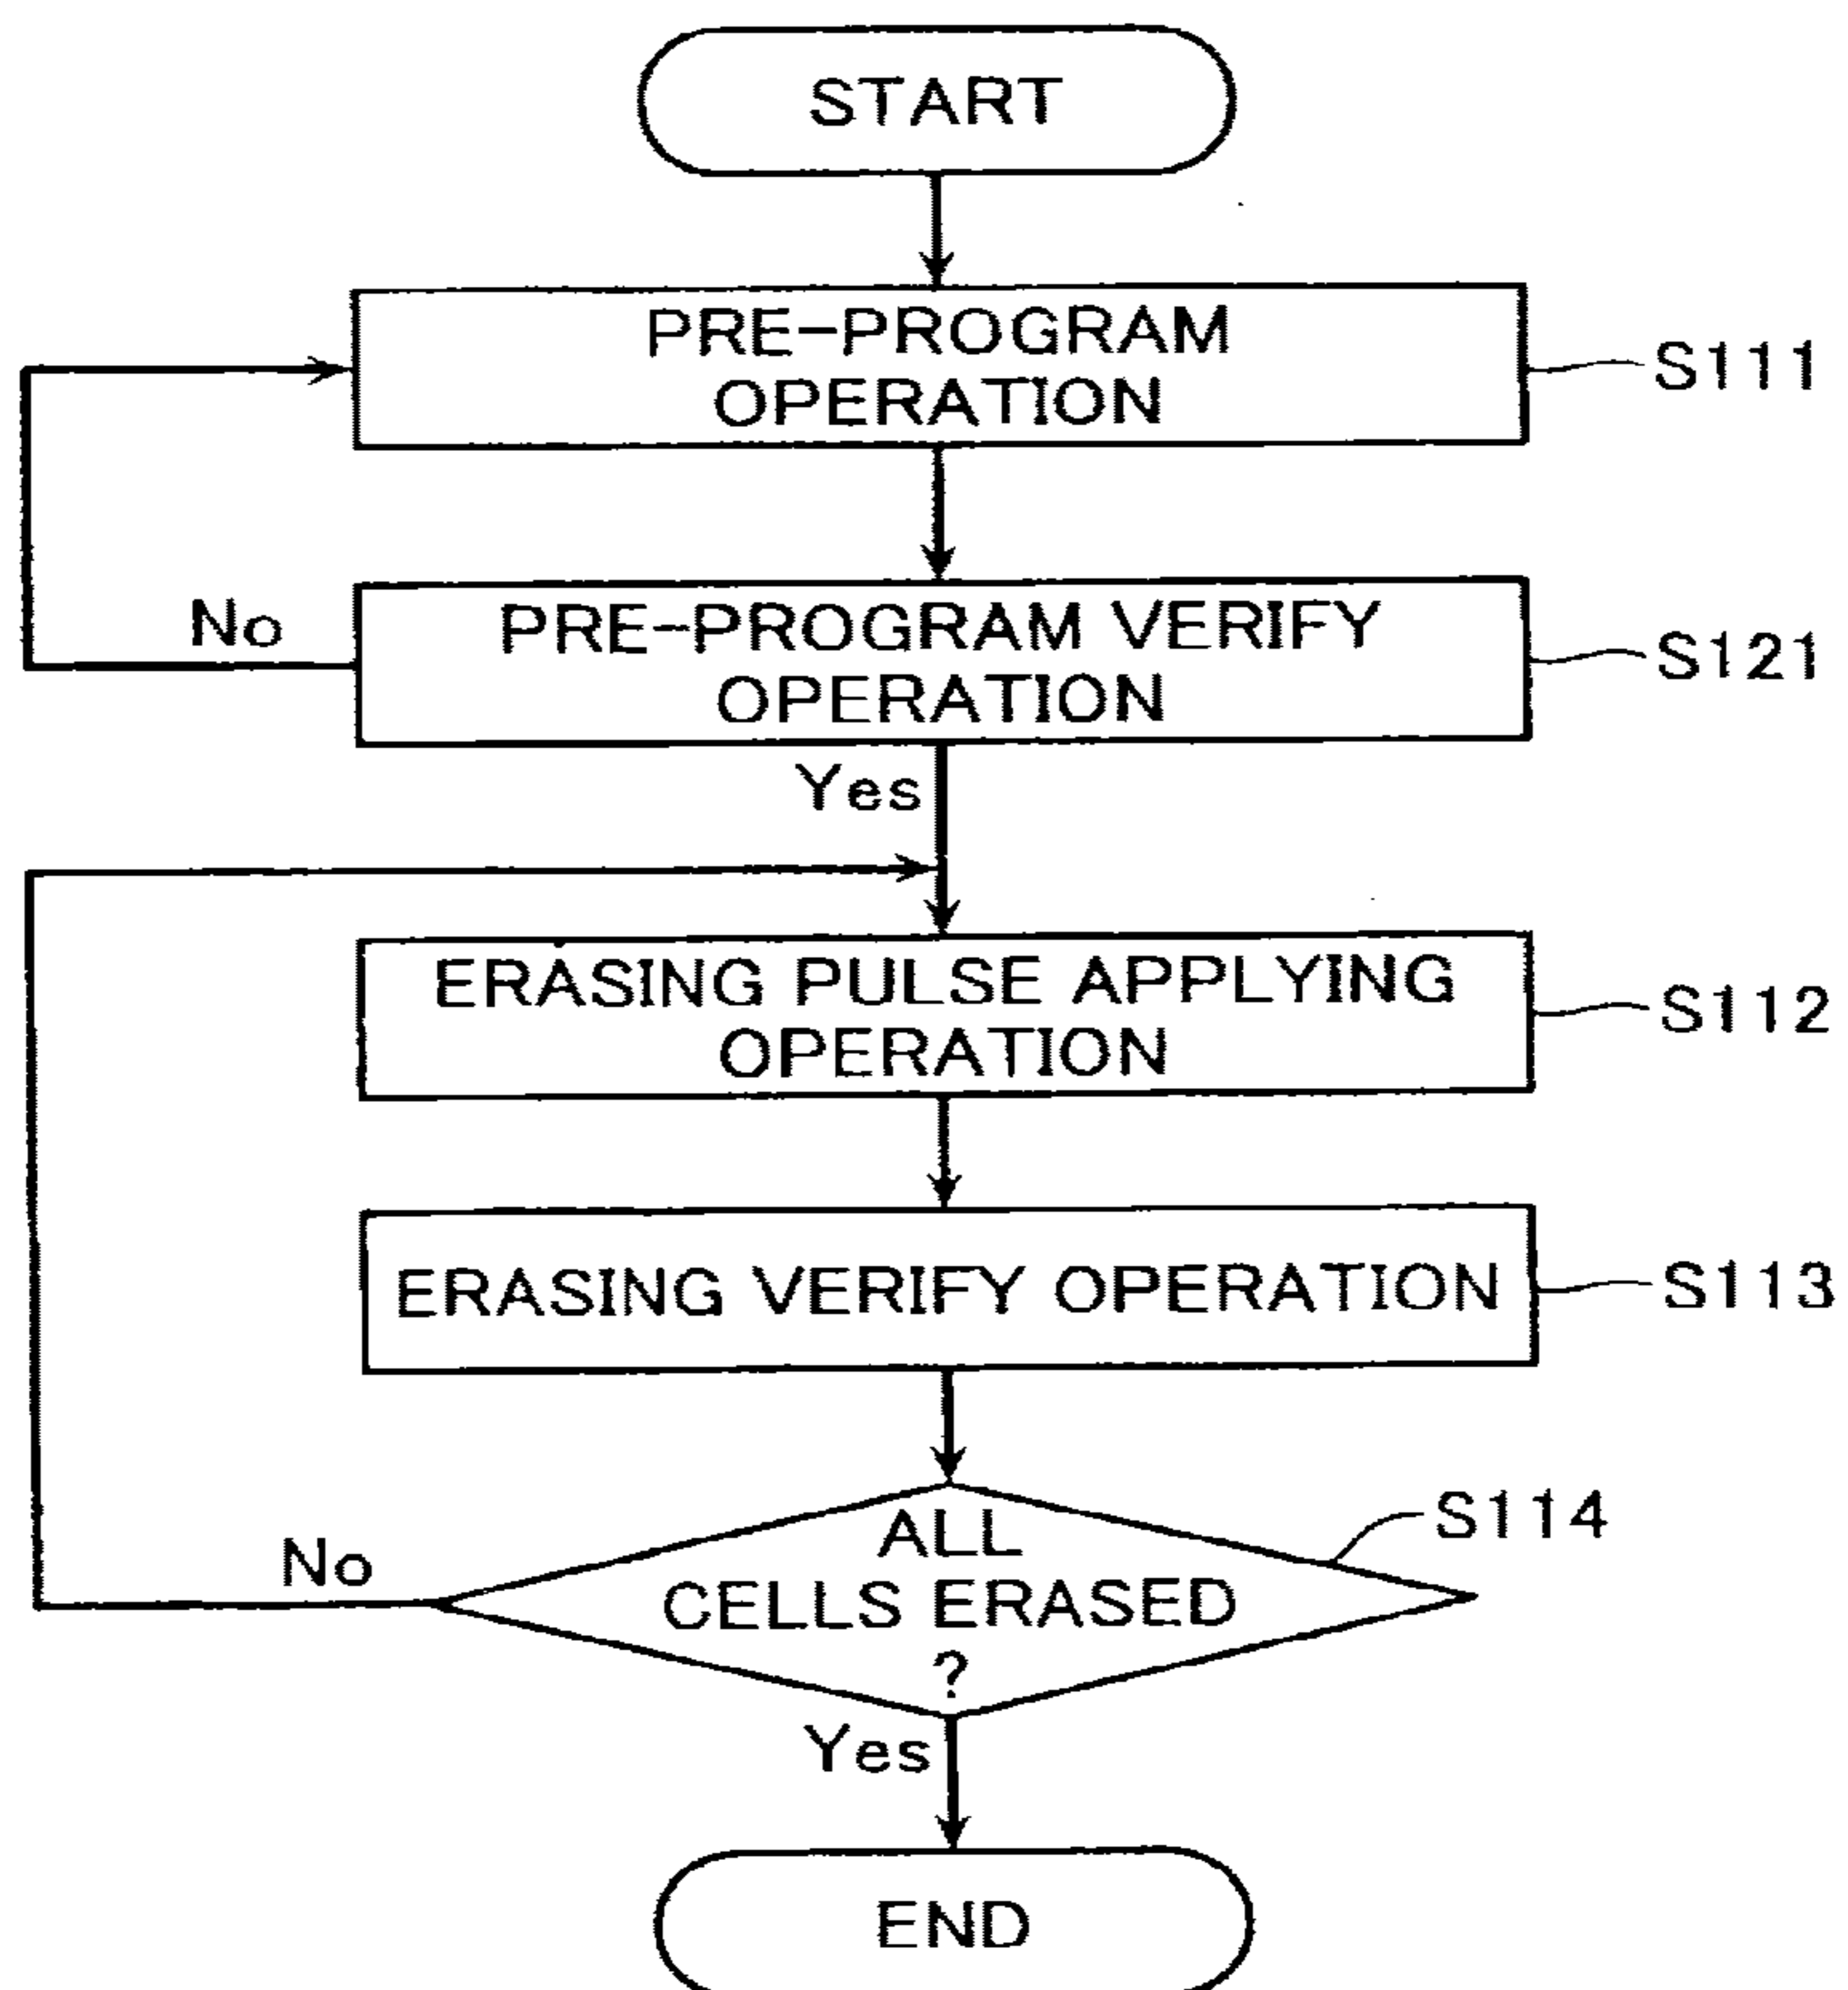 START
PRE-PROGRAM
OPERATION
S111
No
PRE-PROGRAM VERIFY
OPERATION
S121
Yes
ERASING PULSE APPLYING
OPERATION
S112
ERASING VERIFY OPERATION
S113
ALL
CELLS ERASED
?
S114
No
Yes
END